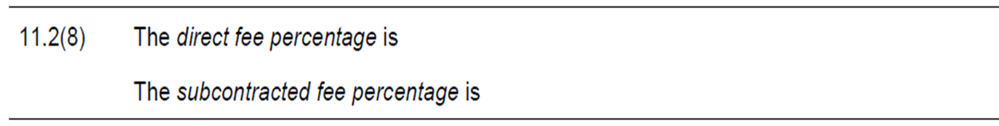 11.2(8) The direct fee percentage is
The subcontracted fee percentage is